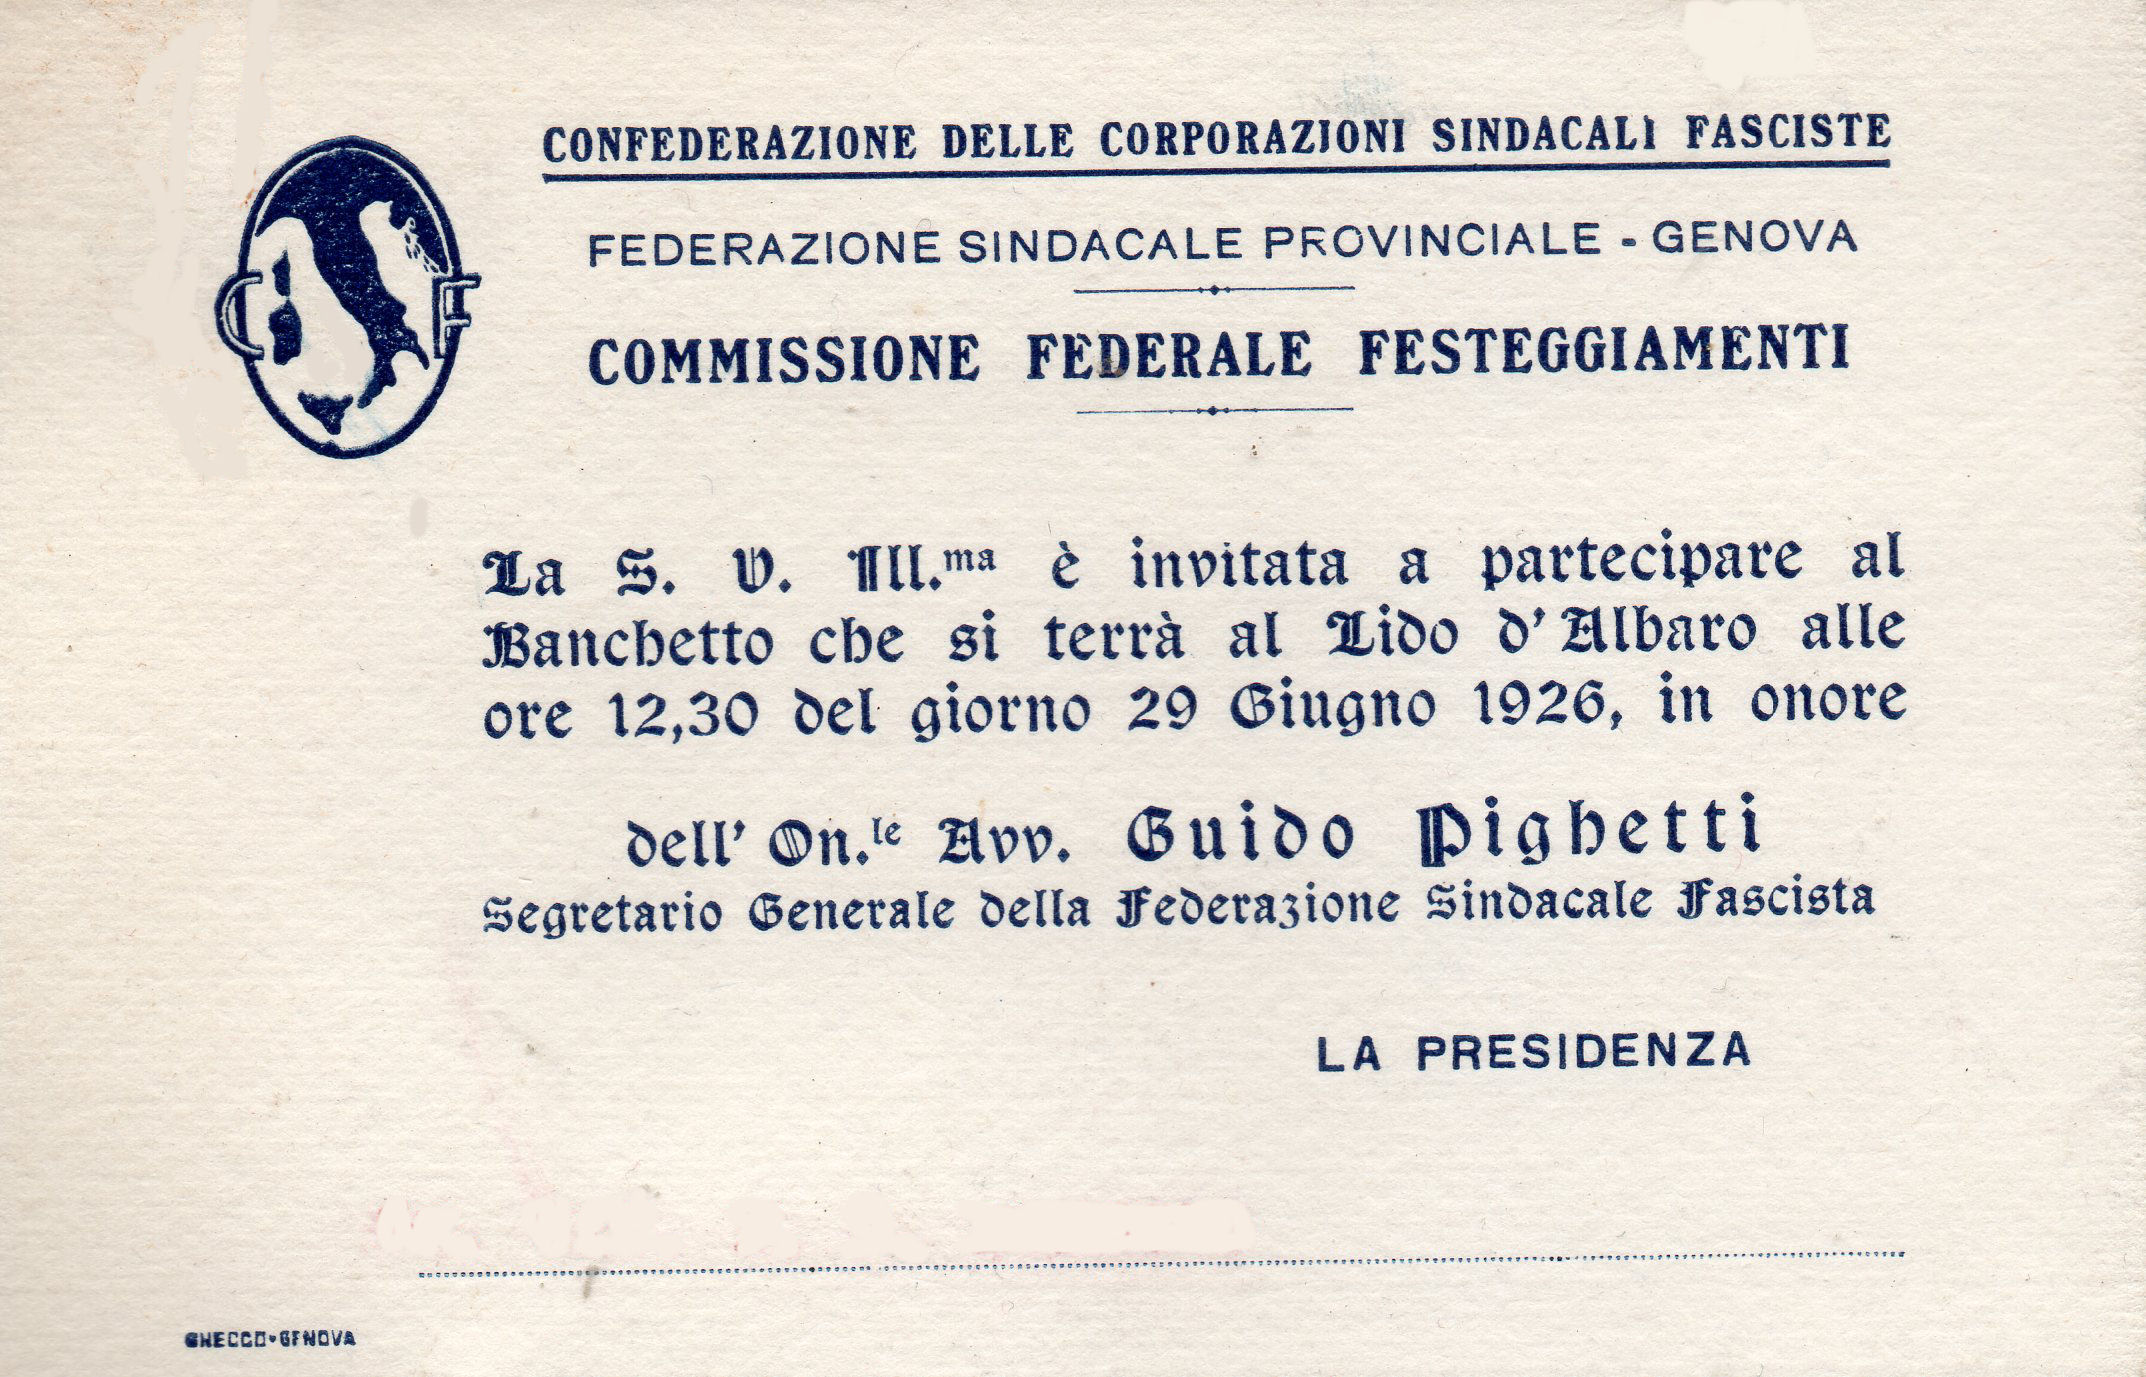 CONFEDERAZIONE DELLE CORPORAZIONI SINDACALI FASCISTE
FEDERAZIONE SINDACALE PROVINCIALE - GENOVA
COMMISSIONE FEDERALE FESTEGGIAMENTI
C F
La S. V. Ill.ma è invitata a partecipare al
Banchetto che si terrà al Lido d'Albaro alle
ore 12,30 del giorno 29 Giugno 1926, in onore
dell' On.le Avv. Guido Pighetti
Segretario Generale della Federazione Sindacale Fascista
LA PRESIDENZA
GHECCO-GENOVA